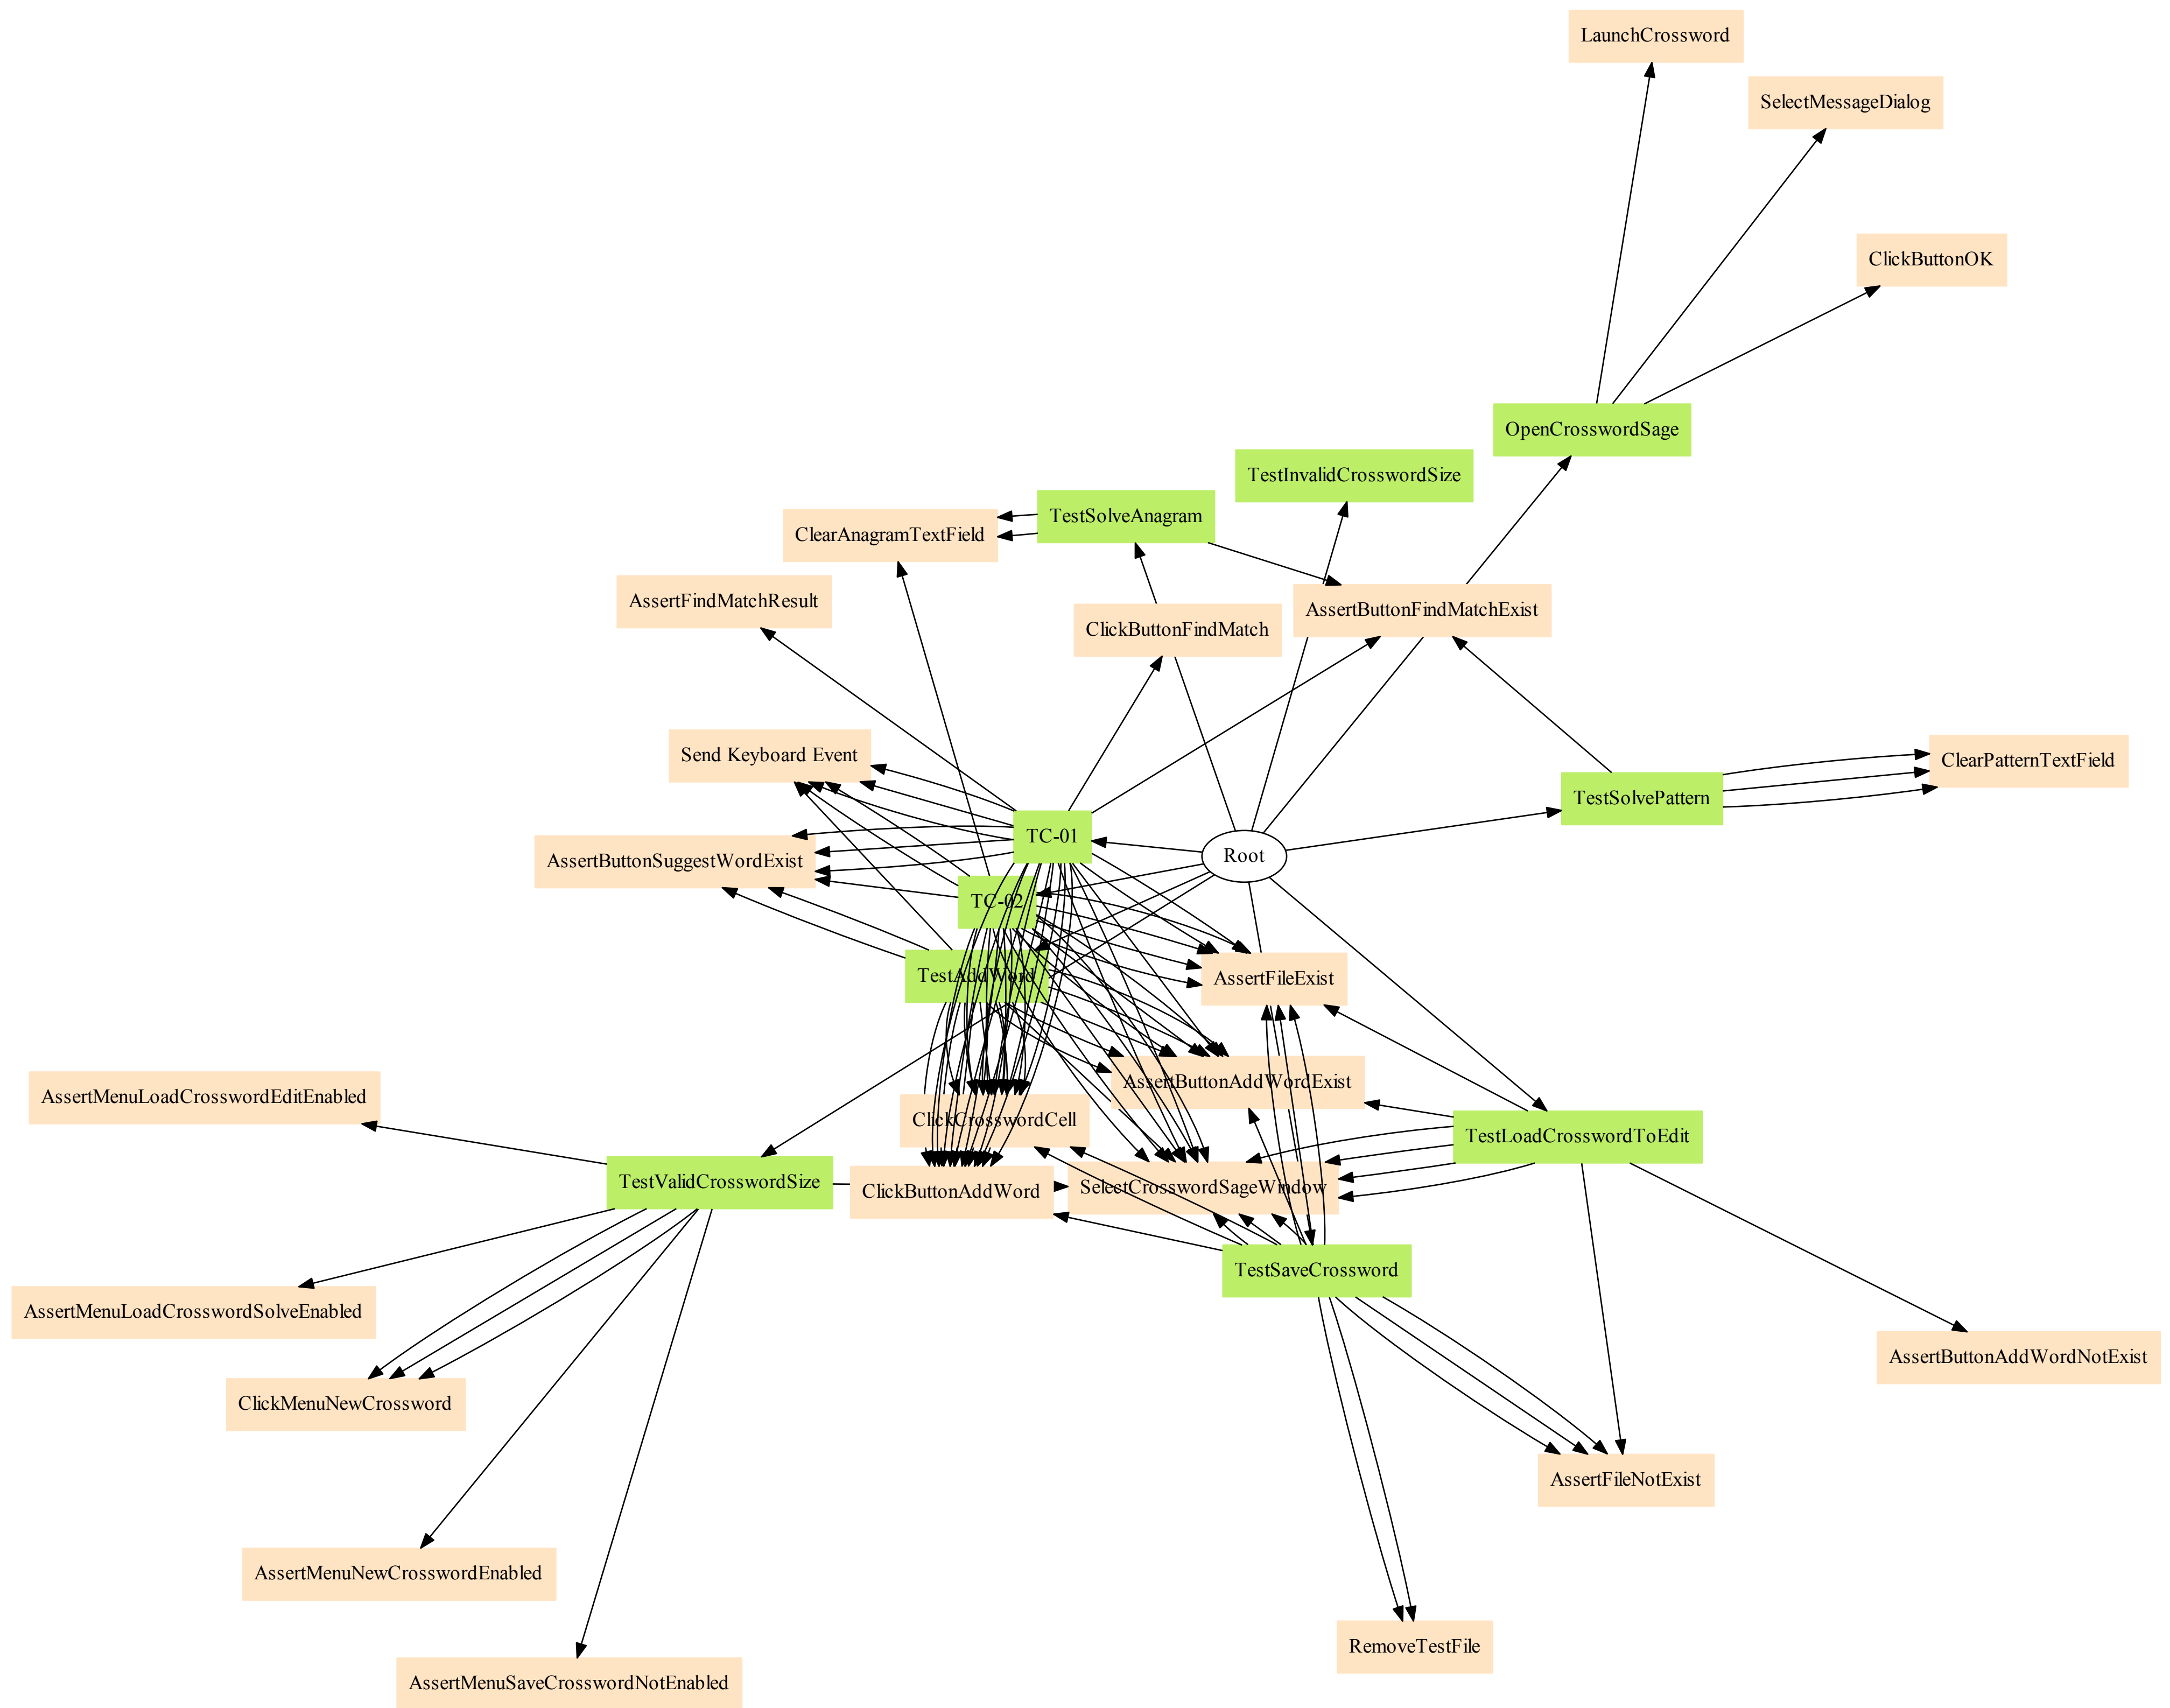 LaunchCrossword
SelectMessageDialog
ClickButtonOK
OpenCrosswordSage
TestInvalidCrosswordSize
TestSolveAnagram
ClearAnagramTextField
AssertFindMatchResult
ClickButtonFindMatch
AssertButtonFindMatchExist
Send Keyboard Event
ClearPatternTextField
TestSolvePattern
TC-01
Root
AssertButtonSuggestWordExist
TC-02
TestAddWord
AssertFileExist
AssertButtonAddWordExist
AssertMenuLoadCrosswordEditEnabled
ClickCrosswordCell
TestLoadCrosswordToEdit
TestValidCrosswordSize
ClickButtonAddWord
SelectCrosswordSageWindow
TestSaveCrossword
AssertMenuLoadCrosswordSolveEnabled
AssertButtonAddWordNotExist
ClickMenuNewCrossword
AssertFileNotExist
AssertMenuNewCrosswordEnabled
RemoveTestFile
AssertMenuSaveCrosswordNotEnabled